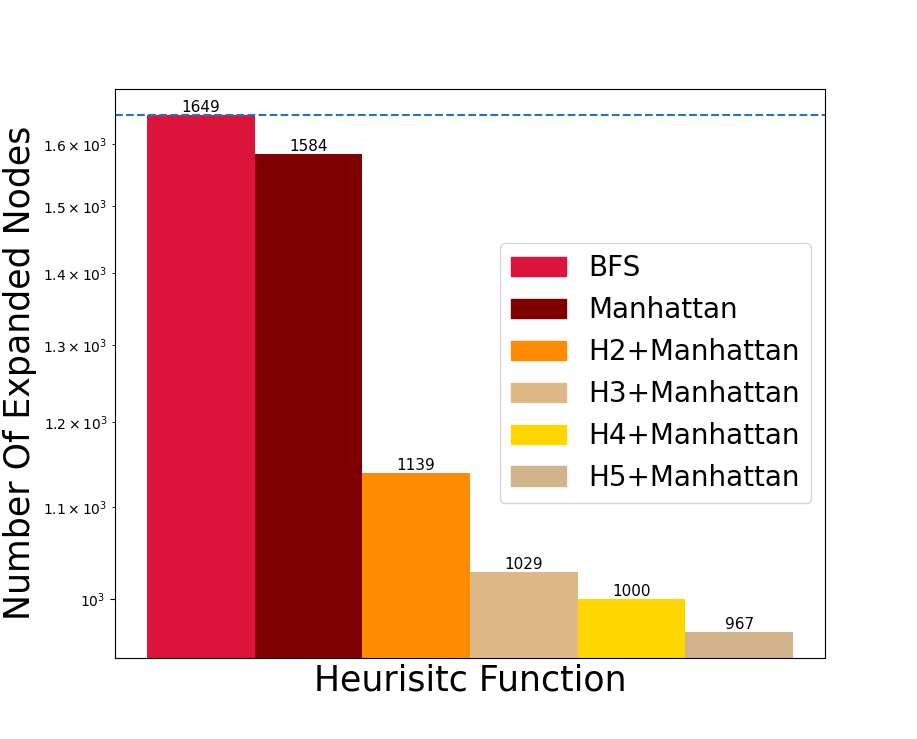 1649
1584
1139
1029
1000
967
1.6 × 10³
1.5 × 10³
1.4 × 10³
1.3 × 10³
1.2 × 10³
1.1 × 10³
10³
Number Of Expanded Nodes
BFS
Manhattan
H2+Manhattan
H3+Manhattan
H4+Manhattan
H5+Manhattan
Heurisitc Function